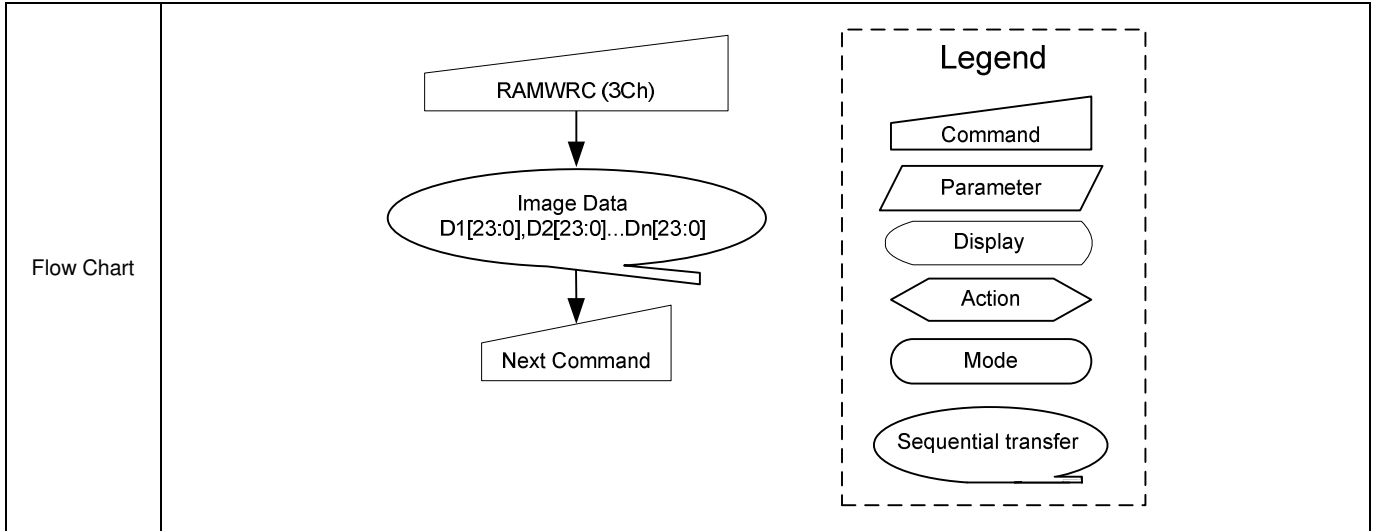 Flow Chart
RAMWRC (3Ch)
Image Data
D1[23:0],D2[23:0]...Dn[23:0]
Next Command
Legend
Command
Parameter
Display
Action
Mode
Sequential transfer